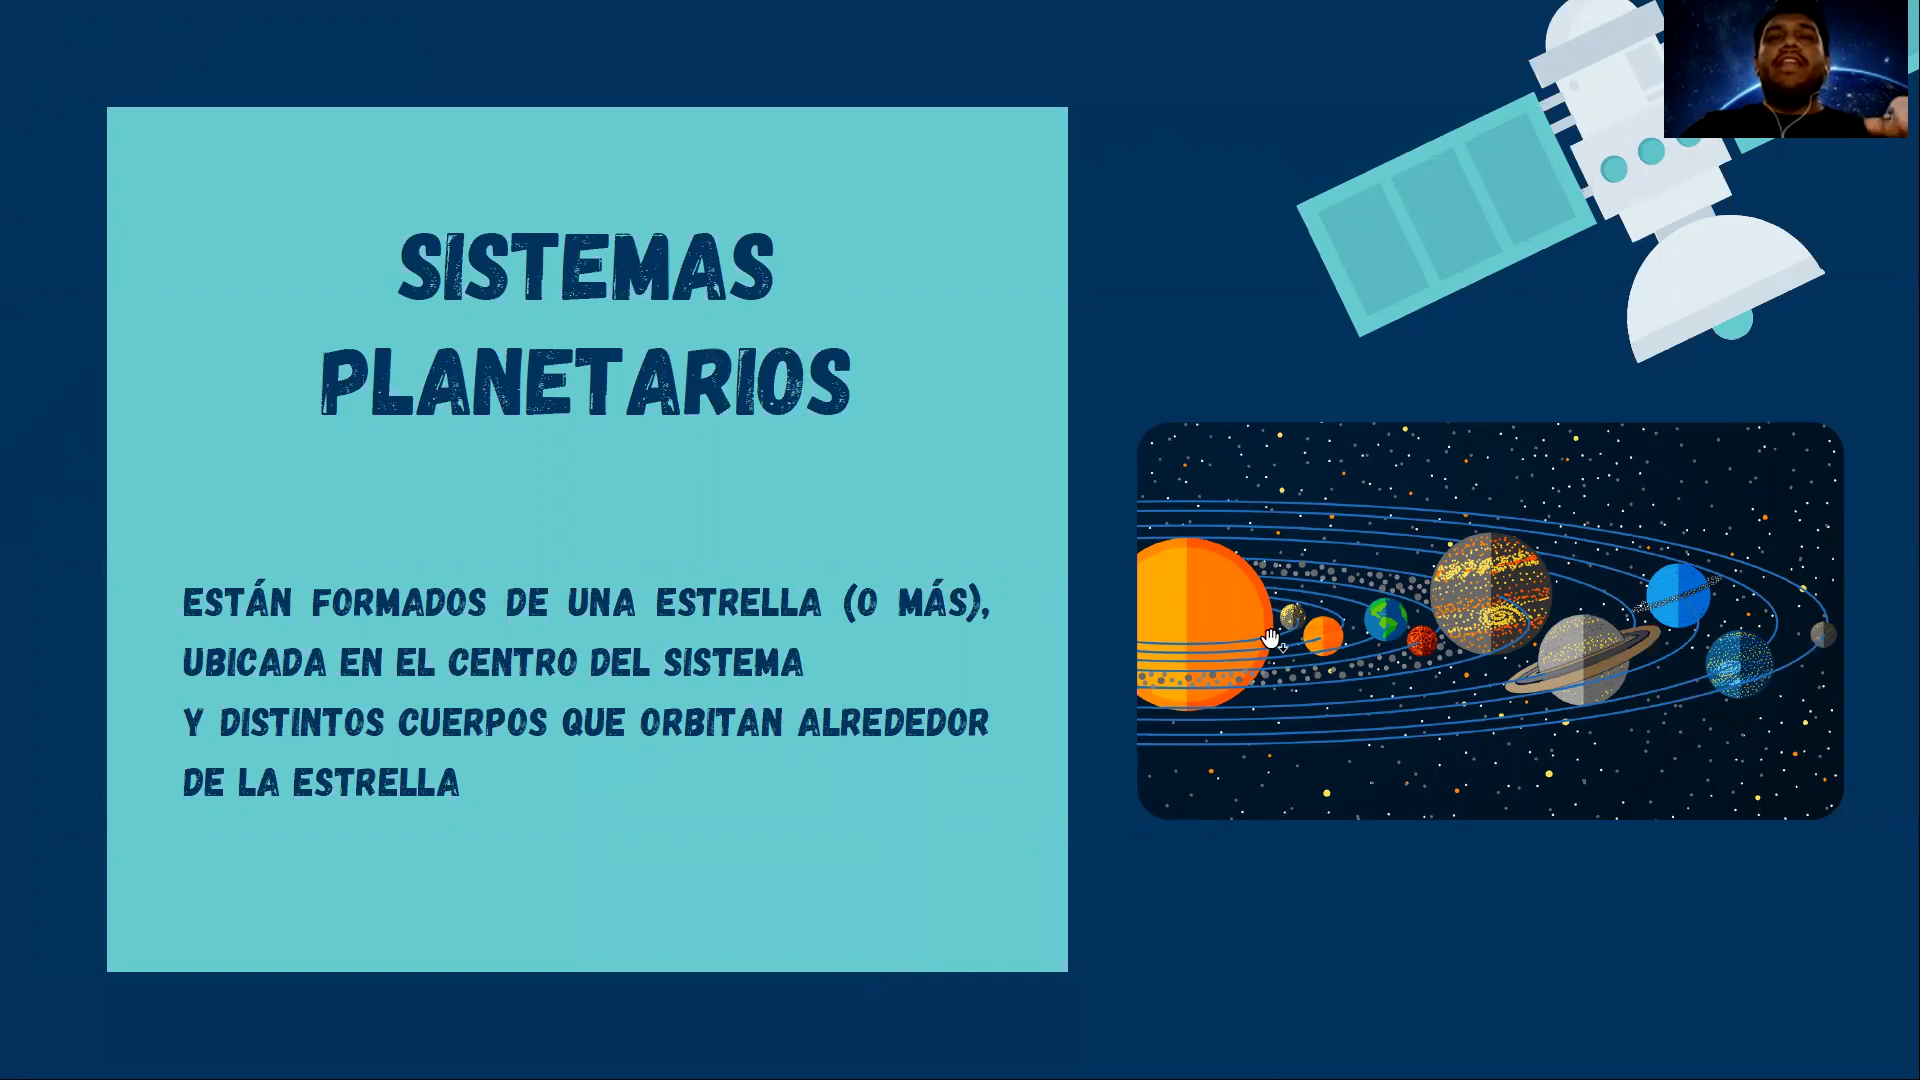 SISTEMAS
PLANETARIOS
ESTÁN FORMADOS DE UNA ESTRELLA (O MÁS),
UBICADA EN EL CENTRO DEL SISTEMA
Y DISTINTOS CUERPOS QUE ORBITAN ALREDEDOR
DE LA ESTRELLA